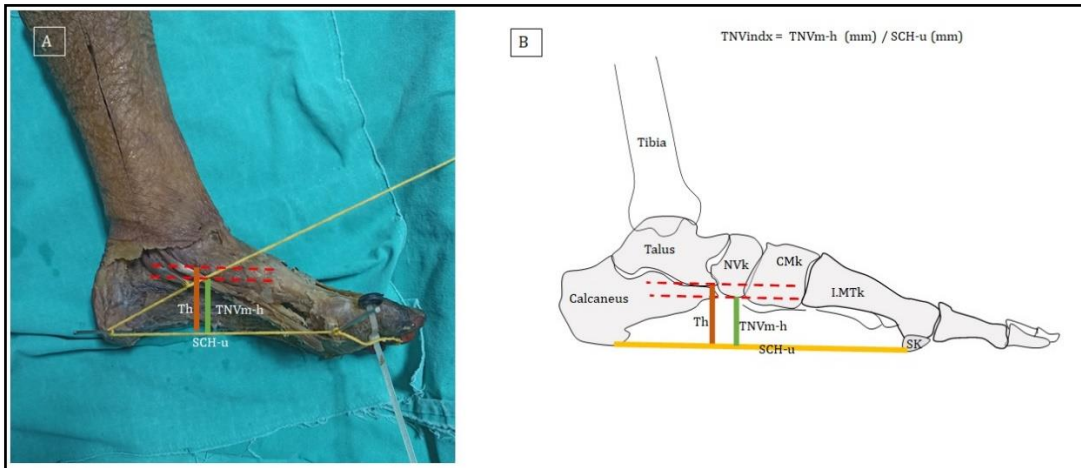 A
Th
TNVm-h
SCH-u
B
TNVindx = TNVm-h (mm) / SCH-u (mm)
Tibia
Talus
NVk
CMk
I.MTk
Calcaneus
Th
TNVm-h
SK
SCH-u